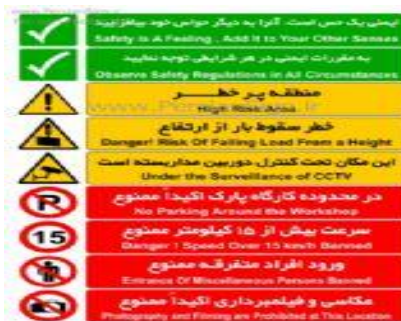 ایمنی یک حس است. آنرا به دیگر حواس خود بیافزایید
Safety Is A Feeling . Add It to Your Other Senses
به مقررات ایمنی در هر شرایطی توجه نمایید
Observe Safety Regulations in All Circumstances
منطقه پر خطر
High Risk Area
خطر سقوط بار از ارتفاع
Danger! Risk Of Falling Load From a Height
این مکان تحت کنترل دوربین مداربسته است
Under the Serveillance of CCTV
P
در محدوده کارگاه پارک اکیداً ممنوع
No Parking Around the Workshop
15
سرعت بیش از ۱۵ کیلومتر ممنوع
Danger ! Speed Over 15 km/h Banned
ورود افراد متفرقه ممنوع
Entrance Of Miscellaneous Persons Banned
عکاسی و فیلمبرداری اکیداً ممنوع
Photography and Filming are Prohibited at This Location